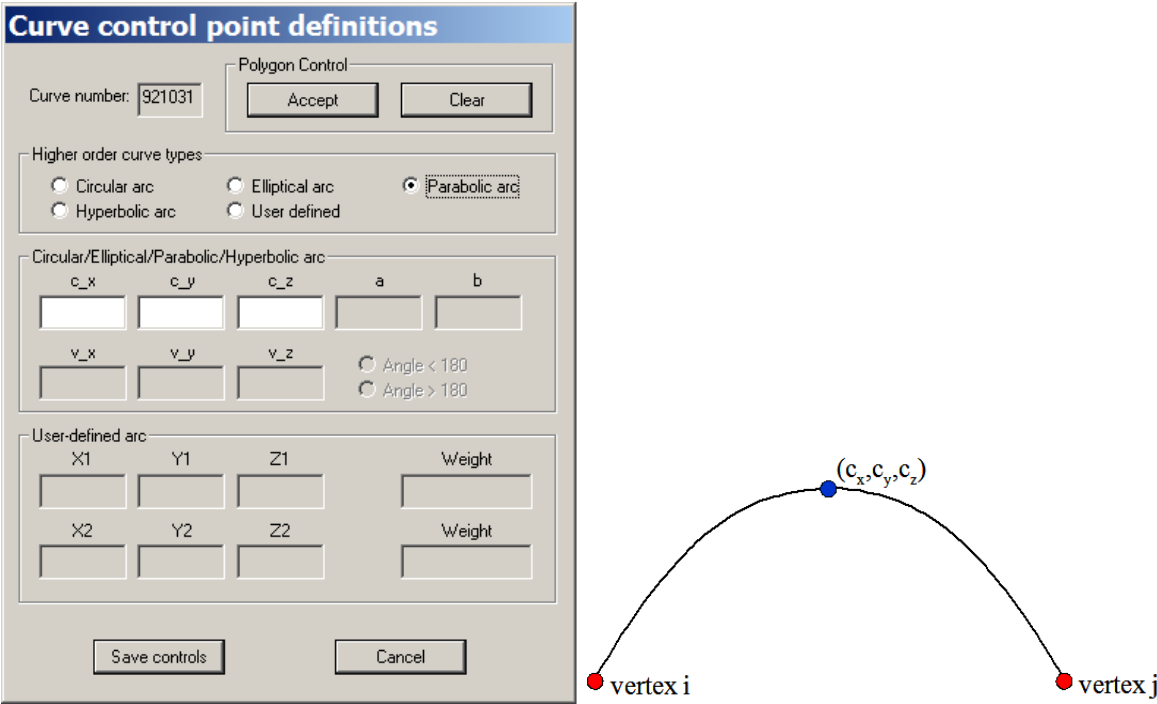 Curve control point definitions
Polygon Control
Curve number: 921031 Accept Clear
Higher order curve types
Circular arc Elliptical arc Parabolic arc
Hyperbolic arc User defined
Circular/Elliptical/Parabolic/Hyperbolic arc
c_x c_y c_z a b
v_x v_y v_z
Angle < 180
Angle > 180
User-defined arc
X1 Y1 Z1 Weight
X2 Y2 Z2 Weight
Save controls Cancel
(cx,cy,cz)
vertex i vertex j